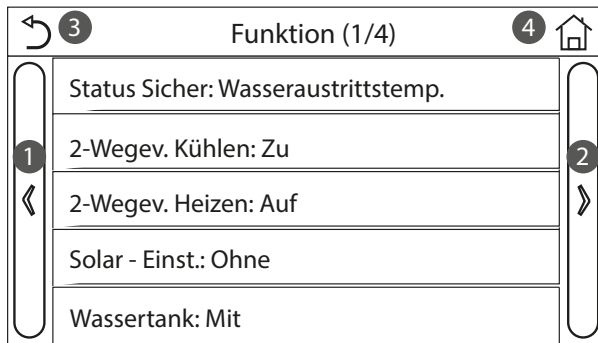 3 Funktion (1/4) 4
Status Sicher: Wasseraustrittstemp.
1 2-Wegev. Kühlen: Zu 2
2-Wegev. Heizen: Auf
Solar - Einst.: Ohne
Wassertank: Mit